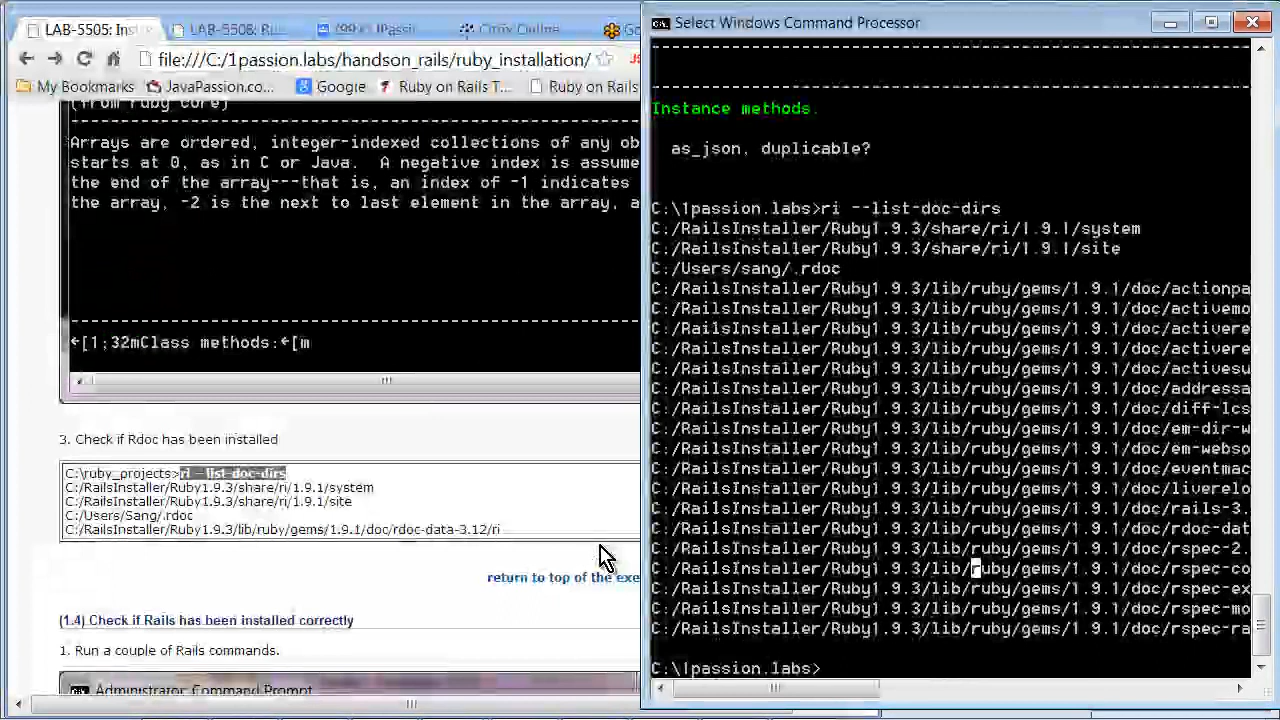 LAB-5505: Inst
LAB-5508: Ru
Citrix Online
file:///C:/1passion.labs/handson_rails/ruby_installation/
My Bookmarks
JavaPassion.co...
Google
Ruby on Rails T...
Ruby on Rails
(from ruby core)
Arrays are ordered, integer-indexed collections of any ob
starts at 0, as in C or Java. A negative index is assume
the end of the array---that is, an index of -1 indicates
the array, -2 is the next to last element in the array, a
←[1;32mClass methods:←[m
3. Check if Rdoc has been installed
C:\ruby_projects>ri --list-doc-dirs
C:/RailsInstaller/Ruby1.9.3/share/ri/1.9.1/system
C:/RailsInstaller/Ruby1.9.3/share/ri/1.9.1/site
C:/Users/Sang/.rdoc
C:/RailsInstaller/Ruby1.9.3/lib/ruby/gems/1.9.1/doc/rdoc-data-3.12/ri
return to top of the exe
(1.4) Check if Rails has been installed correctly
1. Run a couple of Rails commands.
Administrator: Command Prompt
Select Windows Command Processor
Instance methods:
as_json, duplicable?
C:\1passion.labs>ri --list-doc-dirs
C:/RailsInstaller/Ruby1.9.3/share/ri/1.9.1/system
C:/RailsInstaller/Ruby1.9.3/share/ri/1.9.1/site
C:/Users/sang/.rdoc
C:/RailsInstaller/Ruby1.9.3/lib/ruby/gems/1.9.1/doc/actionpa
C:/RailsInstaller/Ruby1.9.3/lib/ruby/gems/1.9.1/doc/activemo
C:/RailsInstaller/Ruby1.9.3/lib/ruby/gems/1.9.1/doc/activere
C:/RailsInstaller/Ruby1.9.3/lib/ruby/gems/1.9.1/doc/activere
C:/RailsInstaller/Ruby1.9.3/lib/ruby/gems/1.9.1/doc/activesu
C:/RailsInstaller/Ruby1.9.3/lib/ruby/gems/1.9.1/doc/addressa
C:/RailsInstaller/Ruby1.9.3/lib/ruby/gems/1.9.1/doc/diff-lcs
C:/RailsInstaller/Ruby1.9.3/lib/ruby/gems/1.9.1/doc/em-dir-w
C:/RailsInstaller/Ruby1.9.3/lib/ruby/gems/1.9.1/doc/em-webso
C:/RailsInstaller/Ruby1.9.3/lib/ruby/gems/1.9.1/doc/eventmac
C:/RailsInstaller/Ruby1.9.3/lib/ruby/gems/1.9.1/doc/liverelo
C:/RailsInstaller/Ruby1.9.3/lib/ruby/gems/1.9.1/doc/rails-3.
C:/RailsInstaller/Ruby1.9.3/lib/ruby/gems/1.9.1/doc/rdoc-dat
C:/RailsInstaller/Ruby1.9.3/lib/ruby/gems/1.9.1/doc/rspec-2.
C:/RailsInstaller/Ruby1.9.3/lib/ruby/gems/1.9.1/doc/rspec-co
C:/RailsInstaller/Ruby1.9.3/lib/ruby/gems/1.9.1/doc/rspec-ex
C:/RailsInstaller/Ruby1.9.3/lib/ruby/gems/1.9.1/doc/rspec-mo
C:/RailsInstaller/Ruby1.9.3/lib/ruby/gems/1.9.1/doc/rspec-ra
C:\1passion.labs>